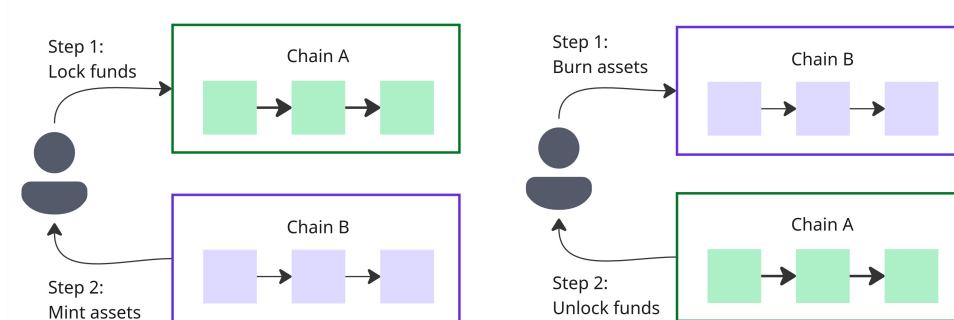 Step 1:
Lock funds
Chain A
Chain B
Step 2:
Mint assets
Step 1:
Burn assets
Chain B
Chain A
Step 2:
Unlock funds